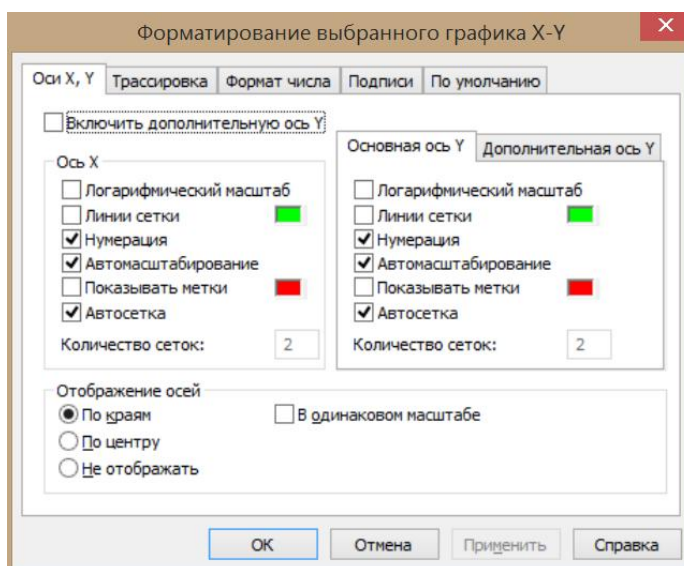 Форматирование выбранного графика X-Y
Оси X, Y Трассировка Формат числа Подписи По умолчанию
Включить дополнительную ось Y
Ось X
Логарифмический масштаб
Линии сетки
Нумерация
Автомасштабирование
Показывать метки
Автосетка
Количество сеток: 2
Основная ось Y Дополнительная ось Y
Логарифмический масштаб
Линии сетки
Нумерация
Автомасштабирование
Показывать метки
Автосетка
Количество сеток: 2
Отображение осей
По краям В одинаковом масштабе
По центру
Не отображать
ОК Отмена Применить Справка